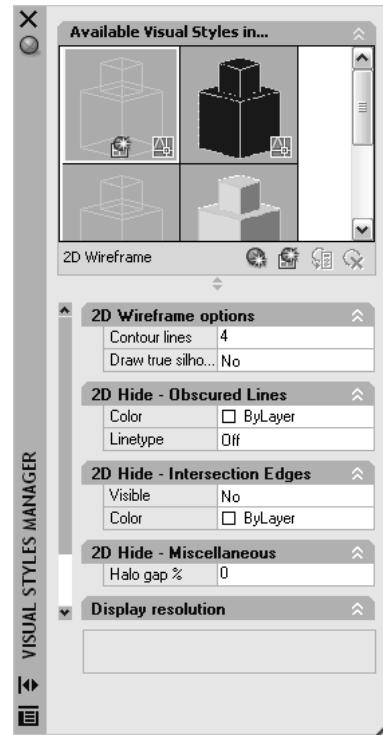 Available Visual Styles in...
2D Wireframe
2D Wireframe options
Contour lines 4
Draw true silho... No
2D Hide - Obscured Lines
Color ByLayer
Linetype Off
2D Hide - Intersection Edges
Visible No
Color ByLayer
2D Hide - Miscellaneous
Halo gap % 0
Display resolution
VISUAL STYLES MANAGER